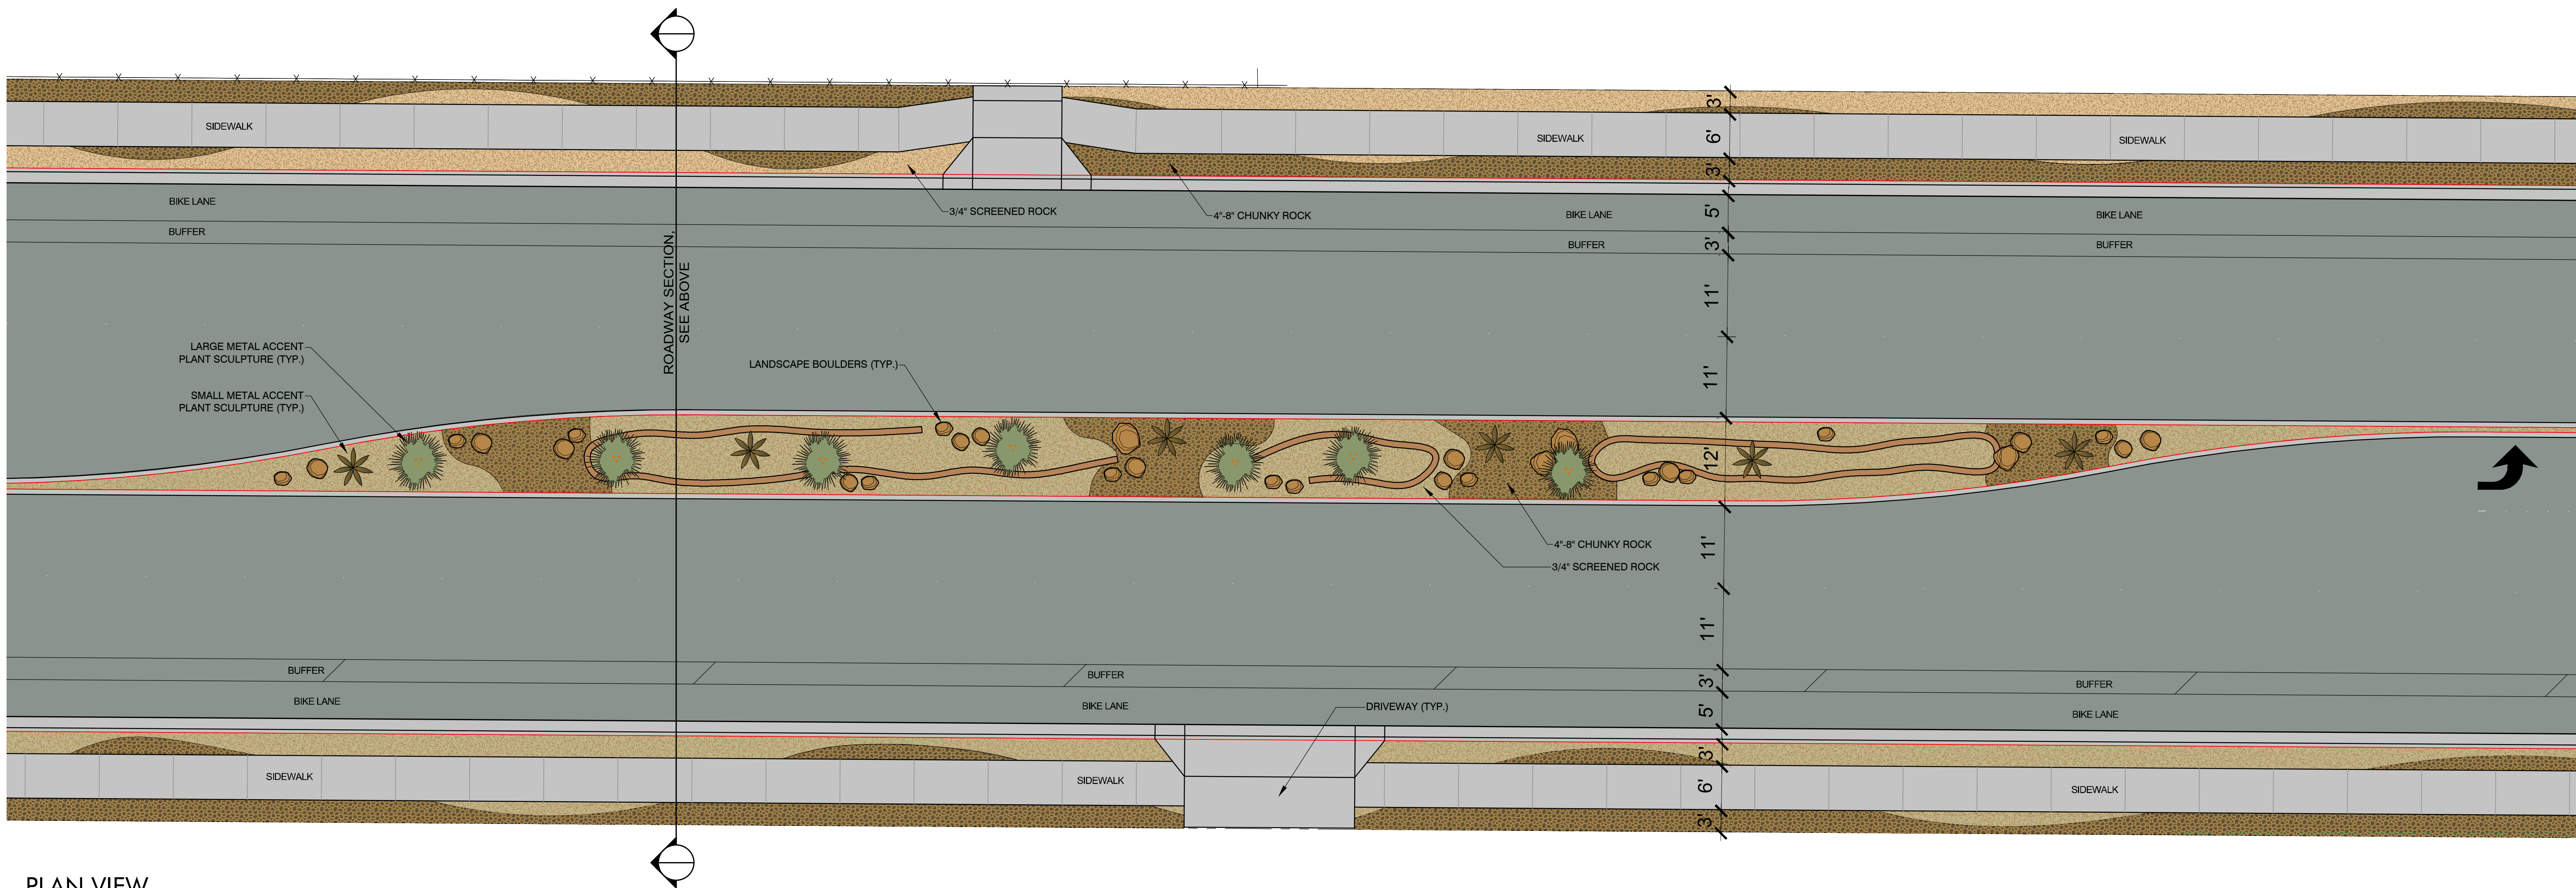 SIDEWALK
SIDEWALK
SIDEWALK
3'
6'
3'
BIKE LANE
BIKE LANE
BIKE LANE
5'
3/4" SCREENED ROCK
4"-8" CHUNKY ROCK
BUFFER
BUFFER
BUFFER
3'
ROADWAY SECTION,
SEE ABOVE
11'
LARGE METAL ACCENT
PLANT SCULPTURE (TYP.)
LANDSCAPE BOULDERS (TYP.)
11'
SMALL METAL ACCENT
PLANT SCULPTURE (TYP.)
12'
4"-8" CHUNKY ROCK
3/4" SCREENED ROCK
11'
11'
BUFFER
BUFFER
BUFFER
3'
BIKE LANE
BIKE LANE
BIKE LANE
5'
DRIVEWAY (TYP.)
3'
SIDEWALK
SIDEWALK
SIDEWALK
6'
3'
PLAN VIEW